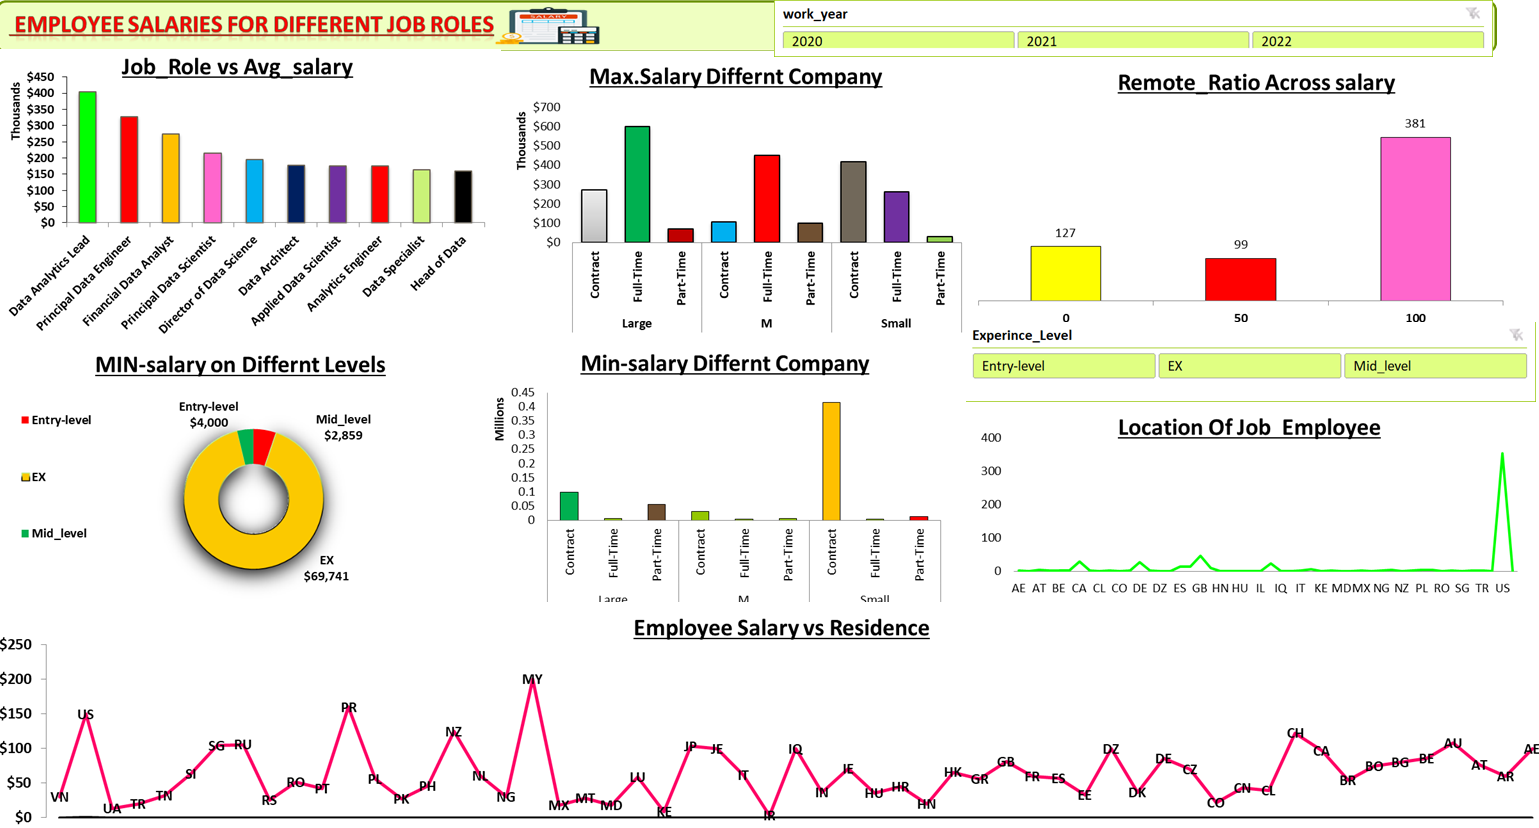 EMPLOYEE SALARIES FOR DIFFERENT JOB ROLES
SALARY
work_year
2020 2021 2022
Job_Role vs Avg_salary
Thousands
$450
$400
$350
$300
$250
$200
$150
$100
$50
$0
Data Analytics Lead
Principal Data Engineer
Financial Data Analyst
Principal Data Scientist
Director of Data Science
Data Architect
Applied Data Scientist
Analytics Engineer
Data Specialist
Head of Data
Max.Salary Differnt Company
Thousands
$700
$600
$500
$400
$300
$200
$100
$0
Contract Full-Time Part-Time Contract Full-Time Part-Time Contract Full-Time Part-Time
Large M Small
Remote_Ratio Across salary
127 99 381
0 50 100
Experince_Level
Entry-level EX Mid_level
MIN-salary on Differnt Levels
Entry-level
EX
Mid_level
Entry-level
$4,000
Mid_level
$2,859
EX
$69,741
Min-salary Differnt Company
Millions
0.45
0.4
0.35
0.3
0.25
0.2
0.15
0.1
0.05
0
Contract Full-Time Part-Time Contract Full-Time Part-Time Contract Full-Time Part-Time
Large M Small
Location Of Job Employee
400
300
200
100
0
AE AT BE CA CL CO DE DZ ES GB HN HU IL IQ IT KE MD MX NG NZ PL RO SG TR US
Employee Salary vs Residence
$250
$200
$150
$100
$50
$0
VN US UA TR TN SI SG RU RS RO PT PR PL PK PH NZ NL NG MY MX MT MD LU KE JP JE IT IR IQ IN IE HU HR HN HK GR GB FR ES EE DZ DK DE CZ CO CN CL CH CA BR BO BG BE AU AT AR AE